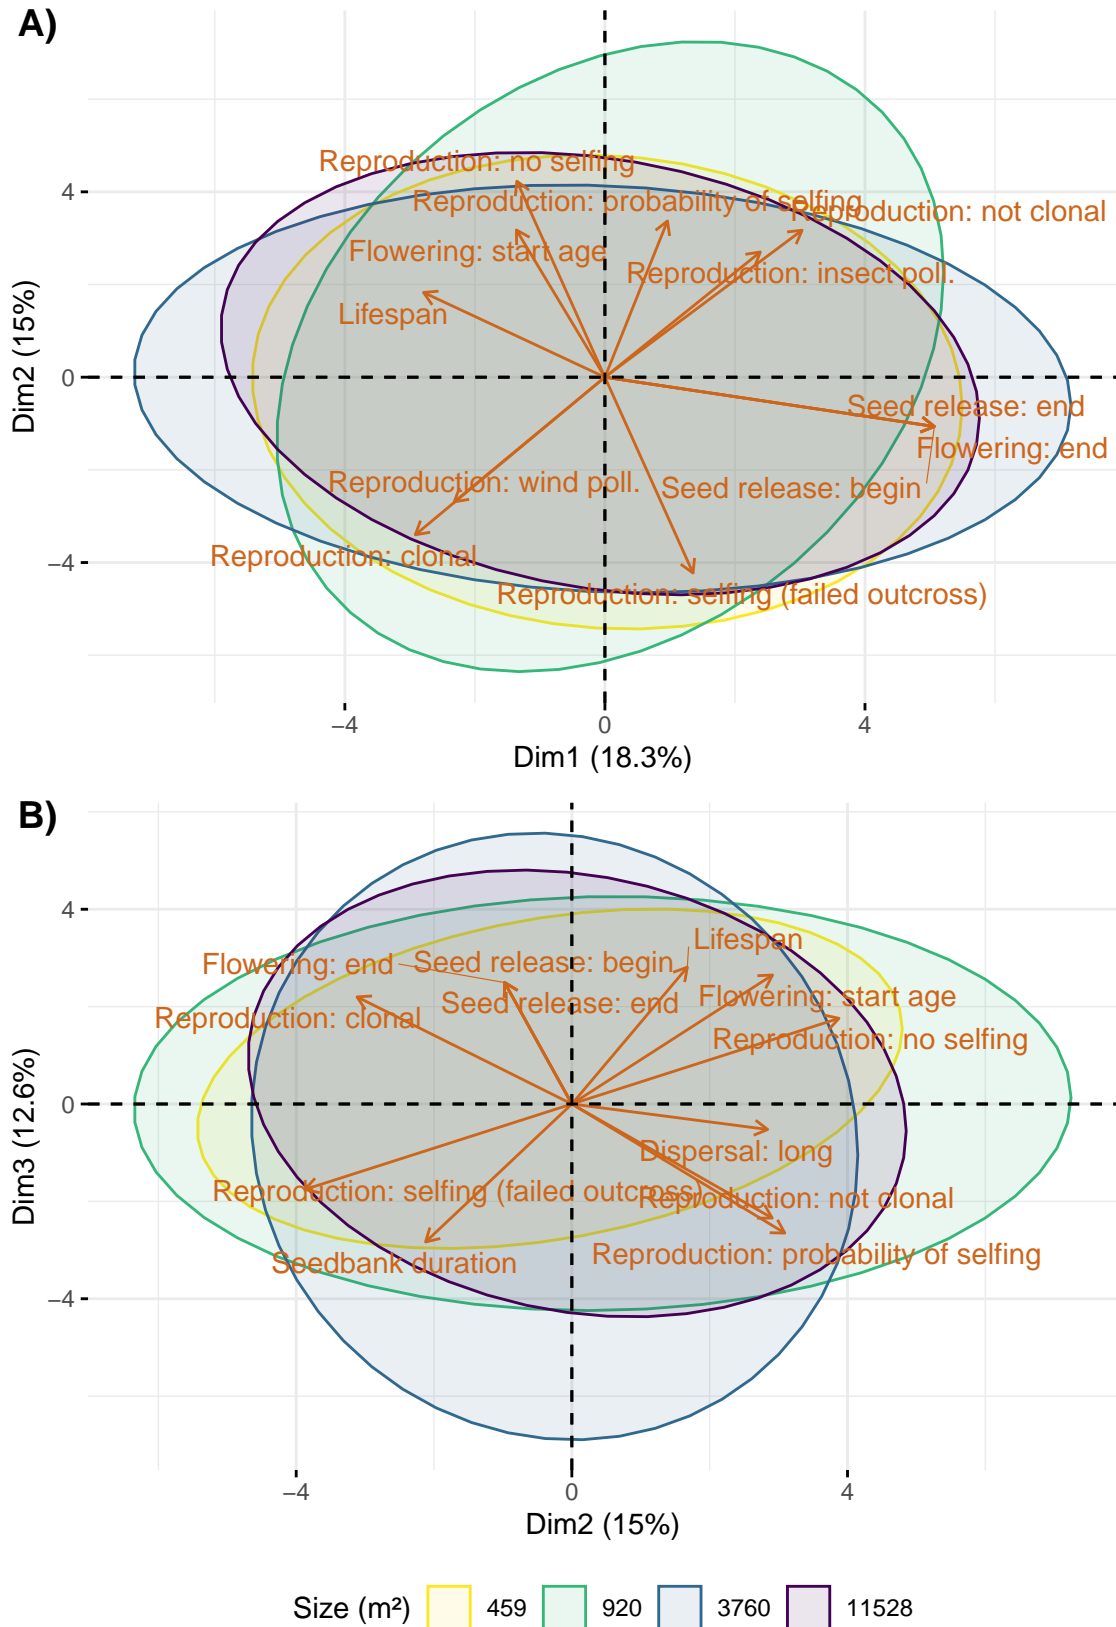 A)
Reproduction: no selfing
Reproduction: probability of selfing
Reproduction: not clonal
Flowering: start age
Reproduction: insect poll.
Lifespan
Seed release: end
Flowering: end
Reproduction: wind poll.
Seed release: begin
Reproduction: clonal
Reproduction: selfing (failed outcross)
4
0
−4
Dim2 (15%)
−4
0
4
Dim1 (18.3%)
B)
Lifespan
Flowering: end
Seed release: begin
Seed release: end
Flowering: start age
Reproduction: clonal
Reproduction: no selfing
Dispersal: long
Reproduction: selfing (failed outcross)
Reproduction: not clonal
Seedbank duration
Reproduction: probability of selfing
4
0
−4
Dim3 (12.6%)
−4
0
4
Dim2 (15%)
Size (m²) 459 920 3760 11528